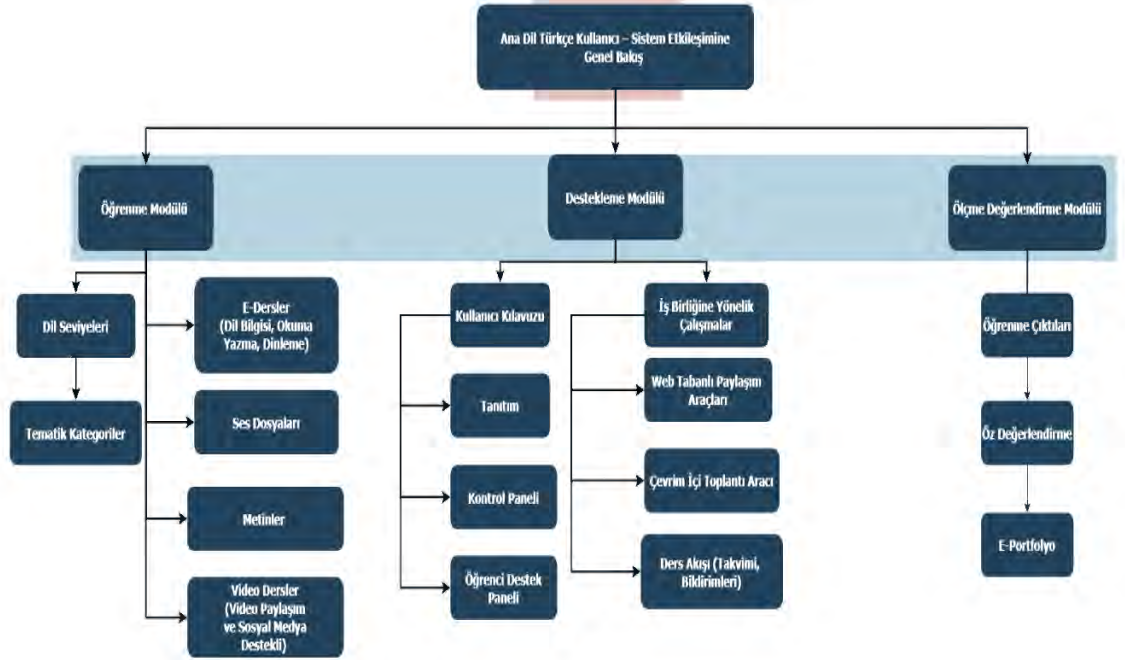 Ana Dil Türkçe Kullanıcı – Sistem Etkileşimine
Genel Bakış
Öğrenme Modülü
Destekleme Modülü
Ölçme Değerlendirme Modülü
Dil Seviyeleri
Tematik Kategoriler
E-Dersler
(Dil Bilgisi, Okuma
Yazma, Dinleme)
Ses Dosyaları
Metinler
Video Dersler
(Video Paylaşım
ve Sosyal Medya
Destekli)
Kullanıcı Kılavuzu
Tanıtım
Kontrol Paneli
Öğrenci Destek
Paneli
İş Birliğine Yönelik
Çalışmalar
Web Tabanlı Paylaşım
Araçları
Çevrim İçi Toplantı Aracı
Ders Akışı (Takvimi,
Bildirimleri)
Öğrenme Çıktıları
Öz Değerlendirme
E-Portfolyo